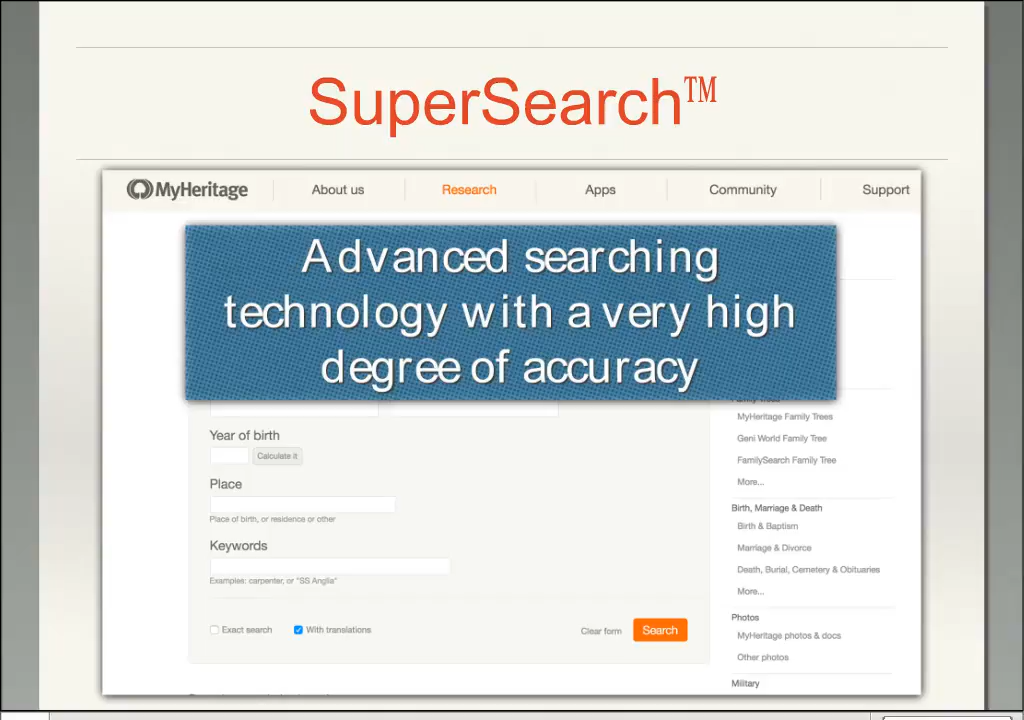 SuperSearch™
MyHeritage About us Research Apps Community Support
Advanced searching
technology with a very high
degree of accuracy
Family Trees
MyHeritage Family Trees
Geni World Family Tree
FamilySearch Family Tree
More...
Year of birth
Calculate it
Place
Place of birth, or residence or other
Keywords
Examples: carpenter, or "SS Anglia"
Exact search With translations Clear form Search
Birth, Marriage & Death
Birth & Baptism
Marriage & Divorce
Death, Burial, Cemetery & Obituaries
More...
Photos
MyHeritage photos & docs
Other photos
Military